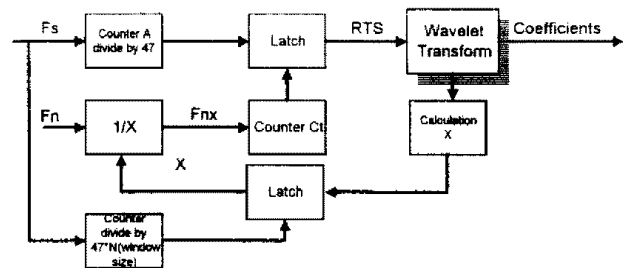 Fs
Counter A
divide by 47
Latch
RTS
Wavelet
Transform
Coefficients
Fn
1/X
Fnx
Counter Ct
Calculation
X
X
Latch
Counter
divide by
47*N(window
size)